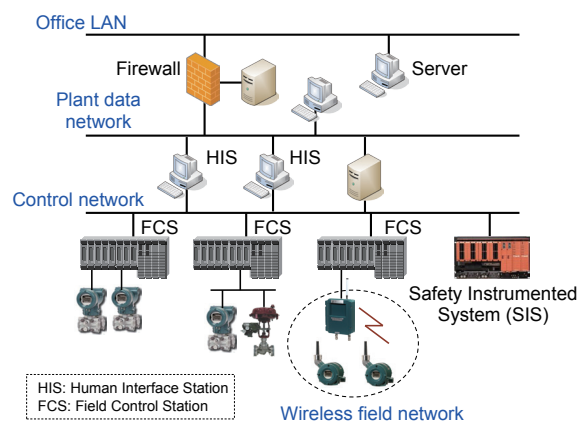 Office LAN
Firewall
Server
Plant data
network
HIS
HIS
Control network
FCS
FCS
FCS
Safety Instrumented
System (SIS)
HIS: Human Interface Station
FCS: Field Control Station
Wireless field network